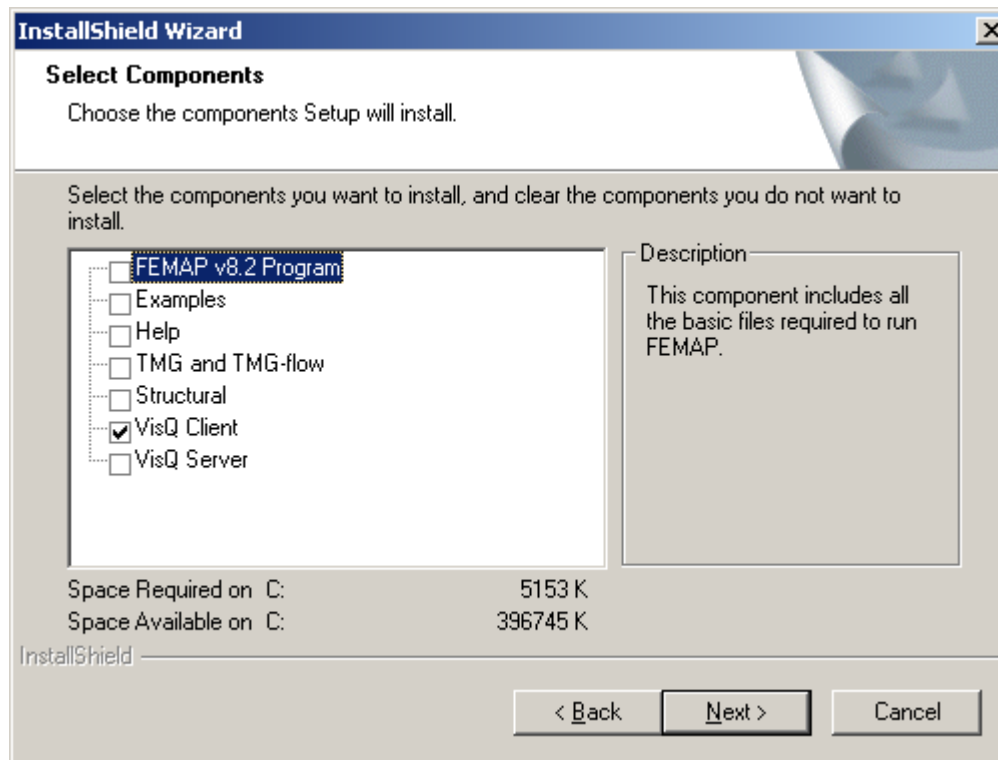 InstallShield Wizard
Select Components
Choose the components Setup will install.
Select the components you want to install, and clear the components you do not want to
install.
FEMAP v8.2 Program
Examples
Help
TMG and TMG-flow
Structural
VisQ Client
VisQ Server
Description
This component includes all
the basic files required to run
FEMAP.
Space Required on C: 5153 K
Space Available on C: 396745 K
InstallShield
< Back Next > Cancel